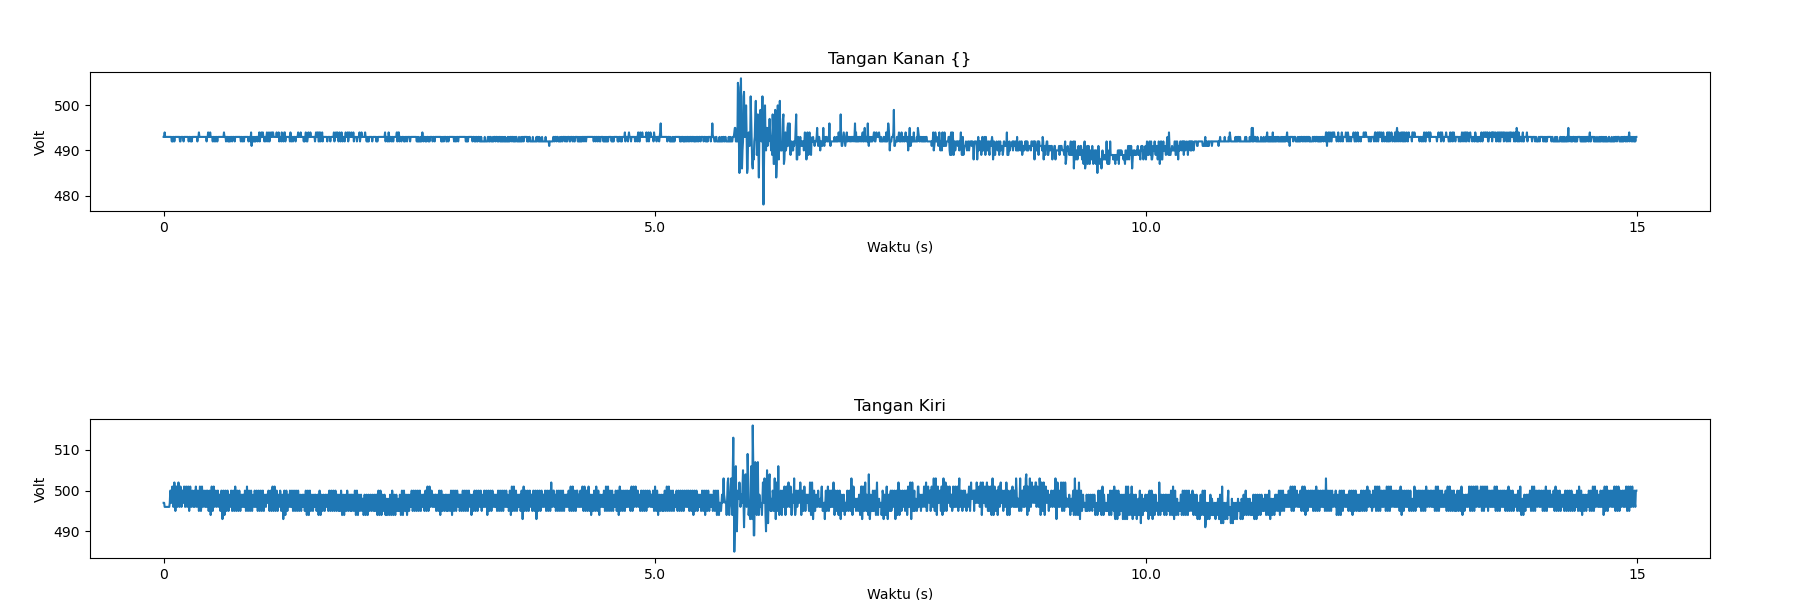 Tangan Kanan {}
Volt
500
490
480
0 5.0 10.0 15
Waktu (s)
Tangan Kiri
Volt
510
500
490
0 5.0 10.0 15
Waktu (s)